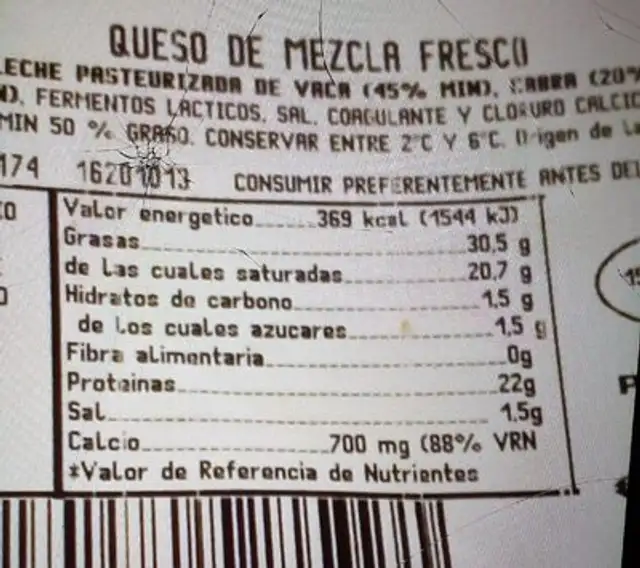 QUESO DE MEZCLA FRESCO
LECHE PASTEURIZADA DE VACA (45% MIN), CABRA (20%
N), FERMENTOS LACTICOS, SAL, COAGULANTE Y CLORURO CALCIO
MIN 50 % GRASO. CONSERVAR ENTRE 2°C Y 6°C. Origen de la
174 16201013 CONSUMIR PREFERENTEMENTE ANTES DEL
Valor energetico 369 kcal (1544 kJ)
Grasas 30,5 g
de las cuales saturadas 20,7 g
Hidratos de carbono 1,5 g
de los cuales azucares 1,5 g
Fibra alimentaria 0g
Proteinas 22g
Sal 1,5g
Calcio 700 mg (88% VRN
*Valor de Referencia de Nutrientes